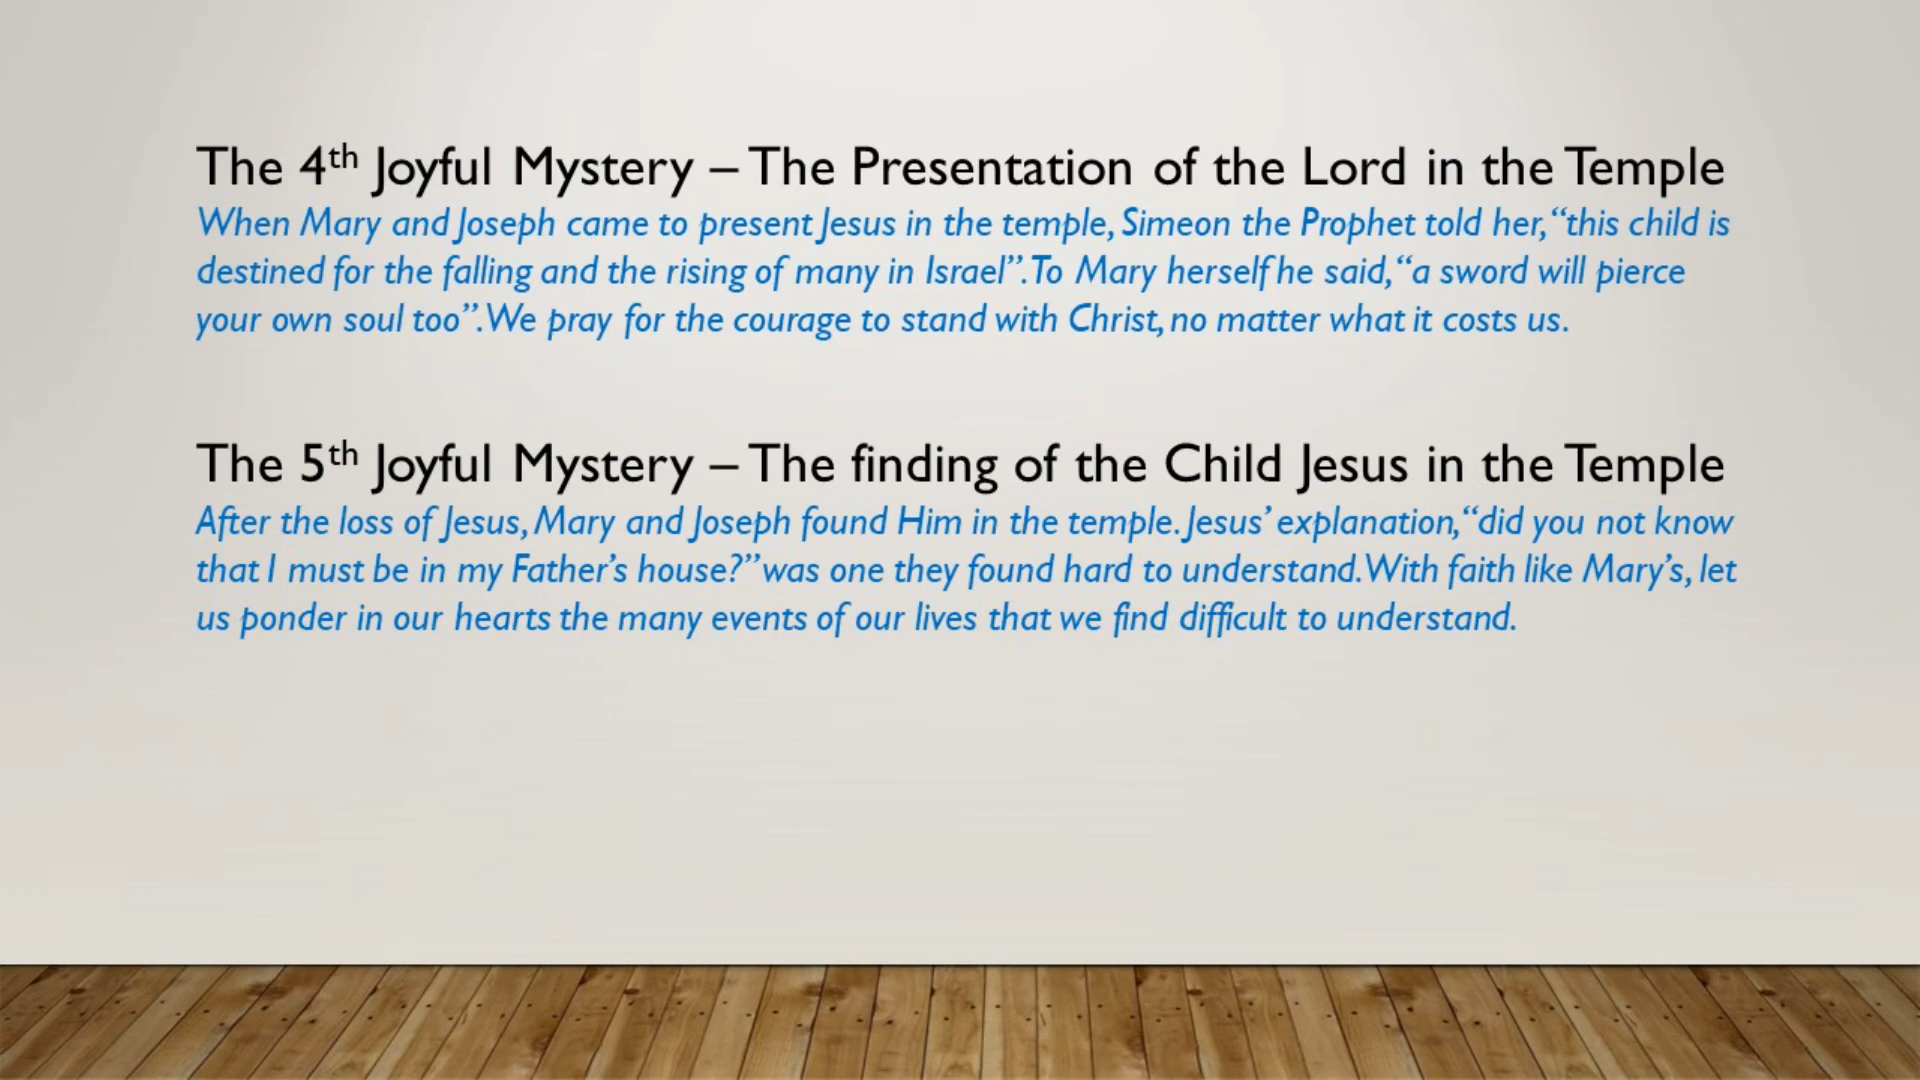 The 4th Joyful Mystery – The Presentation of the Lord in the Temple
When Mary and Joseph came to present Jesus in the temple, Simeon the Prophet told her, “this child is
destined for the falling and the rising of many in Israel”. To Mary herself he said, “a sword will pierce
your own soul too”. We pray for the courage to stand with Christ, no matter what it costs us.
The 5th Joyful Mystery – The finding of the Child Jesus in the Temple
After the loss of Jesus, Mary and Joseph found Him in the temple. Jesus’ explanation, “did you not know
that I must be in my Father’s house?” was one they found hard to understand. With faith like Mary’s, let
us ponder in our hearts the many events of our lives that we find difficult to understand.